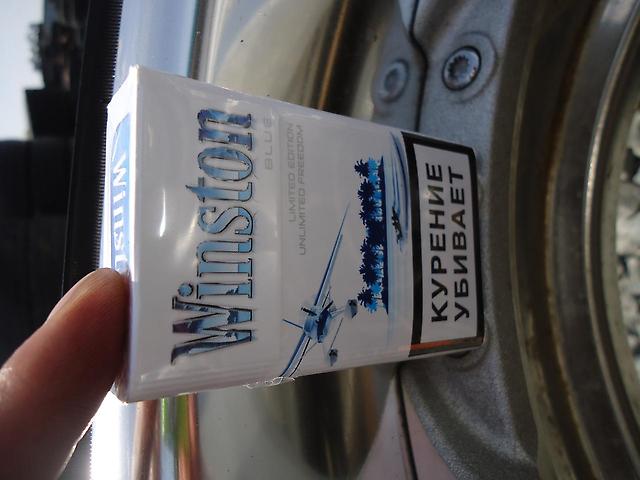 Winston
BLUE
LIMITED EDITION
UNLIMITED FREEDOM
КУРЕНИЕ
УБИВАЕТ